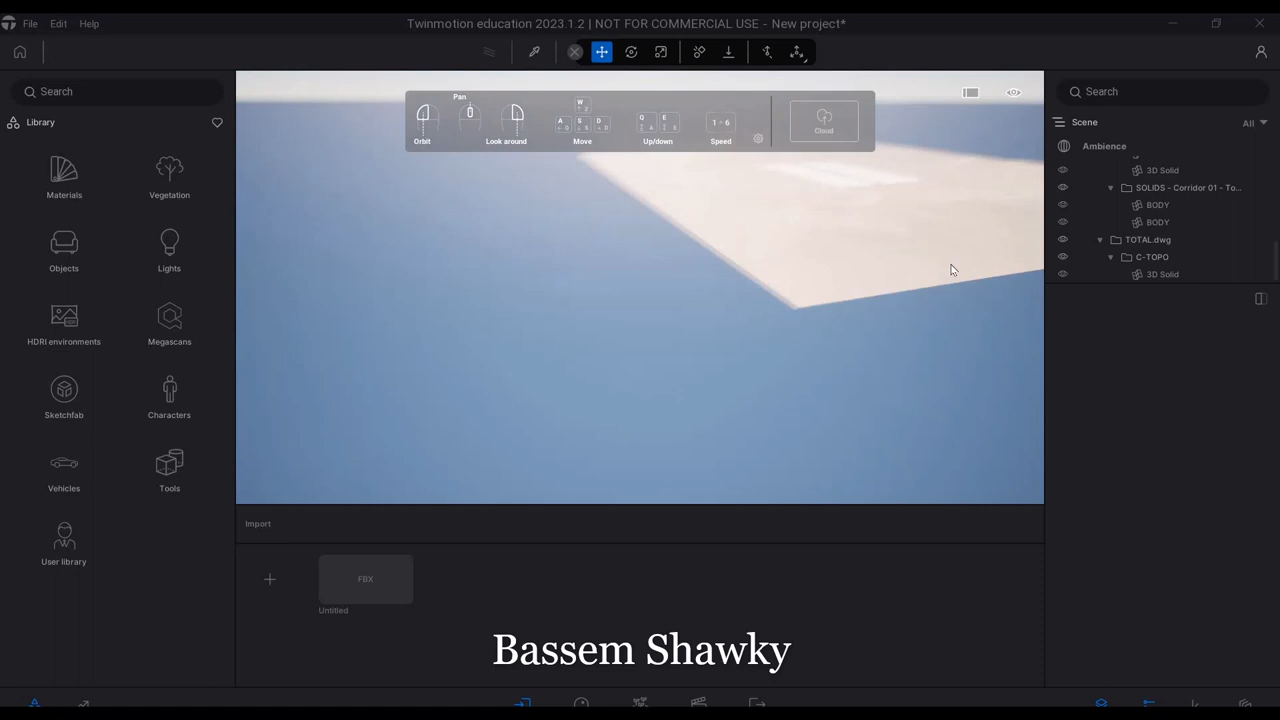 File Edit Help
Twinmotion education 2023.1.2 | NOT FOR COMMERCIAL USE - New project*
Search
Library
Materials
Vegetation
Objects
Lights
HDRI environments
Megascans
Sketchfab
Characters
Vehicles
Tools
User library
Pan
Orbit
Look around
W
A S D
Move
Q E
Up/down
1 - 6
Speed
Cloud
Search
Scene
All
Ambience
3D Solid
SOLIDS - Corridor 01 - To...
BODY
BODY
TOTAL.dwg
C-TOPO
3D Solid
Import
FBX
Untitled
Bassem Shawky